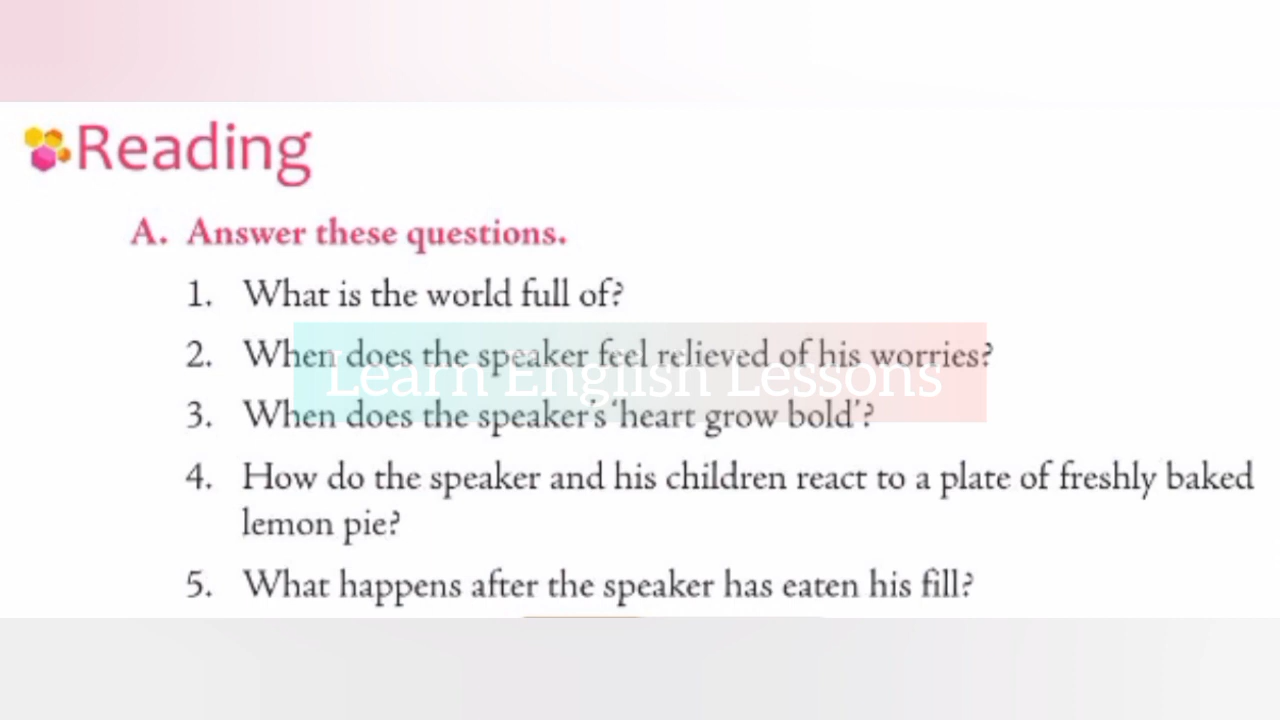 Reading
A. Answer these questions.
1. What is the world full of?
2. When does the speaker feel relieved of his worries?
Learn English Lessons
3. When does the speaker's 'heart grow bold'?
4. How do the speaker and his children react to a plate of freshly baked
lemon pie?
5. What happens after the speaker has eaten his fill?